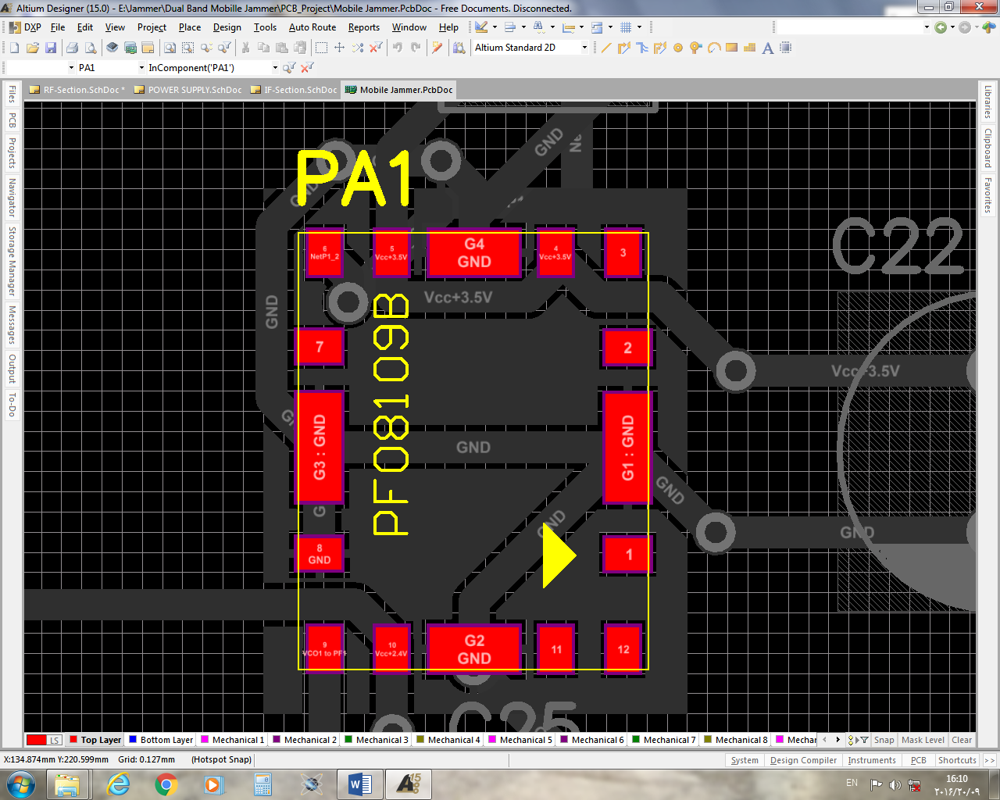 Altium Designer (15.0) - E:\Jammer\Dual Band Mobille Jammer\PCB_Project\Mobile Jammer.PcbDoc - Free Documents. Disconnected.
DXP File Edit View Project Place Design Tools Auto Route Reports Window Help
Altium Standard 2D
PA1 InComponent('PA1')
RF-Section.SchDoc * POWER SUPPLY.SchDoc IF-Section.SchDoc Mobile Jammer.PcbDoc
Files
PCB
Projects
Navigator
Storage Manager
Messages
Output
To-Do
Libraries
Clipboard
Favorites
GND
PA1
GND
C22
6
NetP1_2
5
Vcc+3.5V
G4
GND
4
Vcc+3.5V
3
Vcc+3.5V
GND
7
PF08109B
2
Vcc+3.5V
G3 : GND
GND
G1 : GND
GND
GND
GND
8
GND
1
9
VCO1 to PF1
10
Vcc+2.4V
G2
GND
11
12
C25
LS Top Layer Bottom Layer Mechanical 1 Mechanical 2 Mechanical 3 Mechanical 4 Mechanical 5 Mechanical 6 Mechanical 7 Mechanical 8 Mechar Snap Mask Level Clear
X:134.874mm Y:220.599mm Grid: 0.127mm (Hotspot Snap) System Design Compiler Instruments PCB Shortcuts >>
EN 16:10
٢٠١٦/٢٠/٠٩